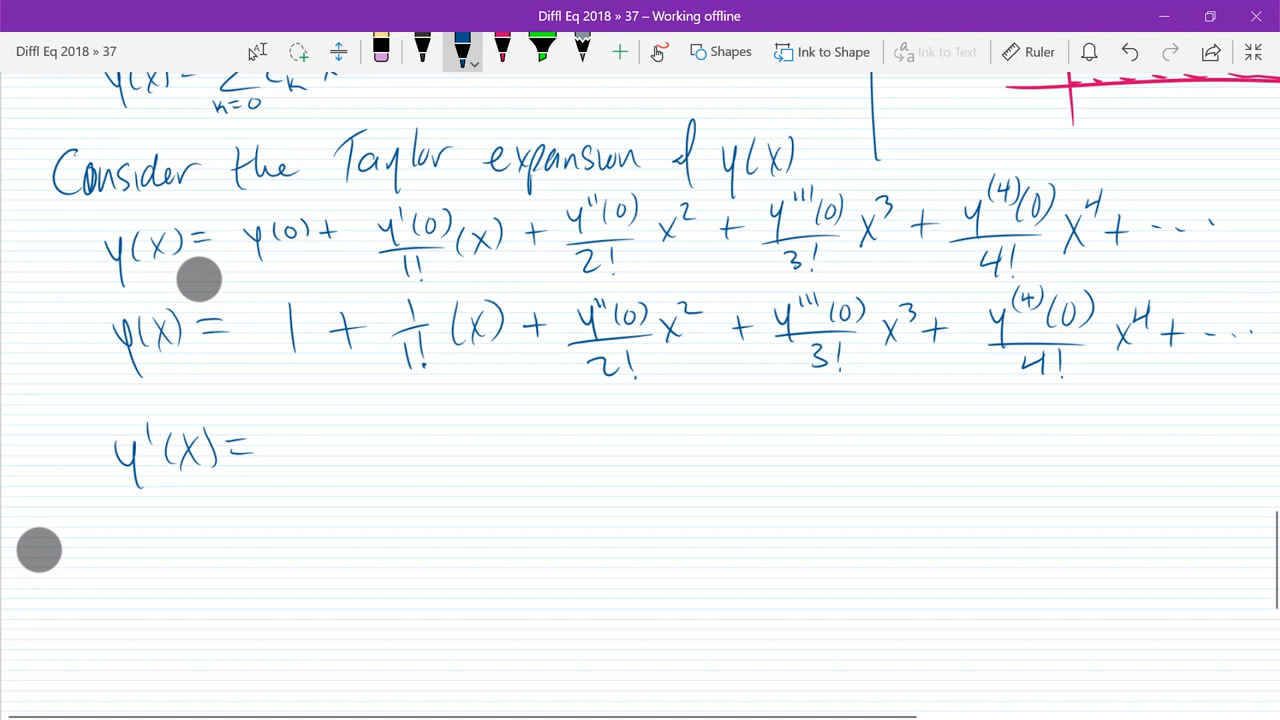 Diffl Eq 2018 » 37 – Working offline
Diffl Eq 2018 » 37
Shapes Ink to Shape Ink to Text Ruler
y(x) = ∑ k=0 c_k x
Consider the Taylor expansion of y(x)
y(x) = y(0) + y'(0)/1! (x) + y''(0)/2! x² + y'''(0)/3! x³ + y⁽⁴⁾(0)/4! x⁴ + ...
y(x) = 1 + 1/1! (x) + y''(0)/2! x² + y'''(0)/3! x³ + y⁽⁴⁾(0)/4! x⁴ + ...
y'(x) =